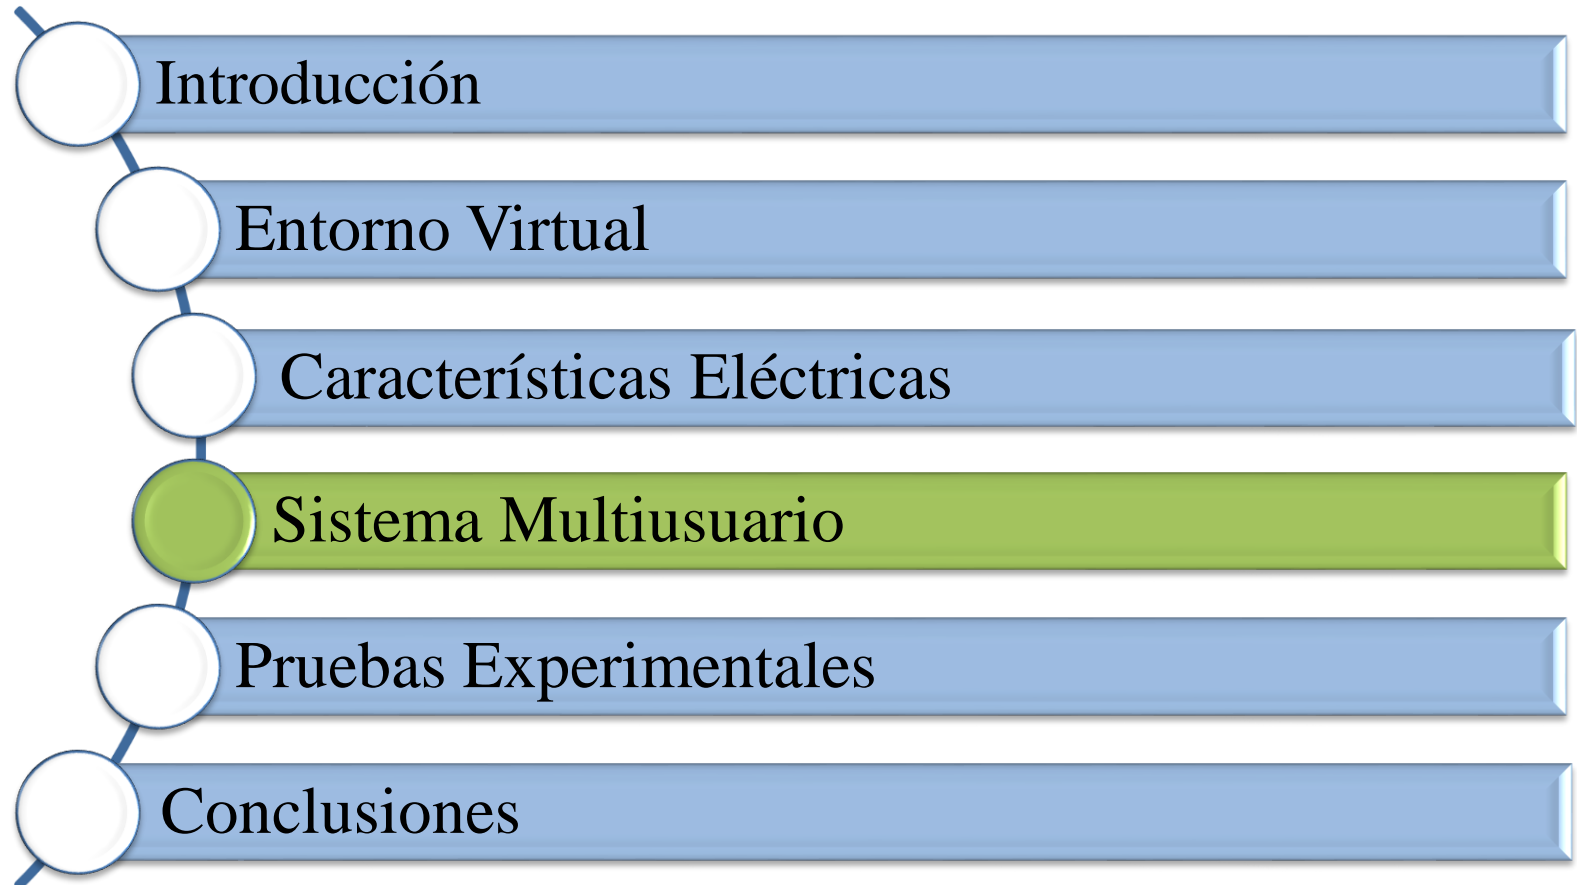 Introducción
Entorno Virtual
Características Eléctricas
Sistema Multiusuario
Pruebas Experimentales
Conclusiones